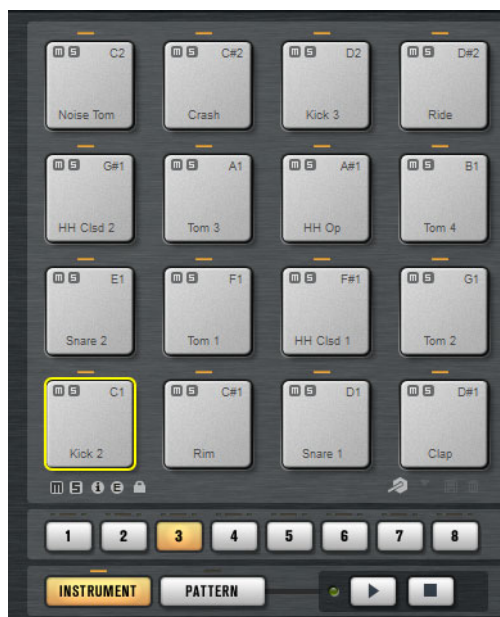 m S C2 m S C#2 m S D2 m S D#2
Noise Tom Crash Kick 3 Ride
m S G#1 m S A1 m S A#1 m S B1
HH Clsd 2 Tom 3 HH Op Tom 4
m S E1 m S F1 m S F#1 m S G1
Snare 2 Tom 1 HH Clsd 1 Tom 2
m S C1 m S C#1 m S D1 m S D#1
Kick 2 Rim Snare 1 Clap
m S i E
1 2 3 4 5 6 7 8
INSTRUMENT PATTERN